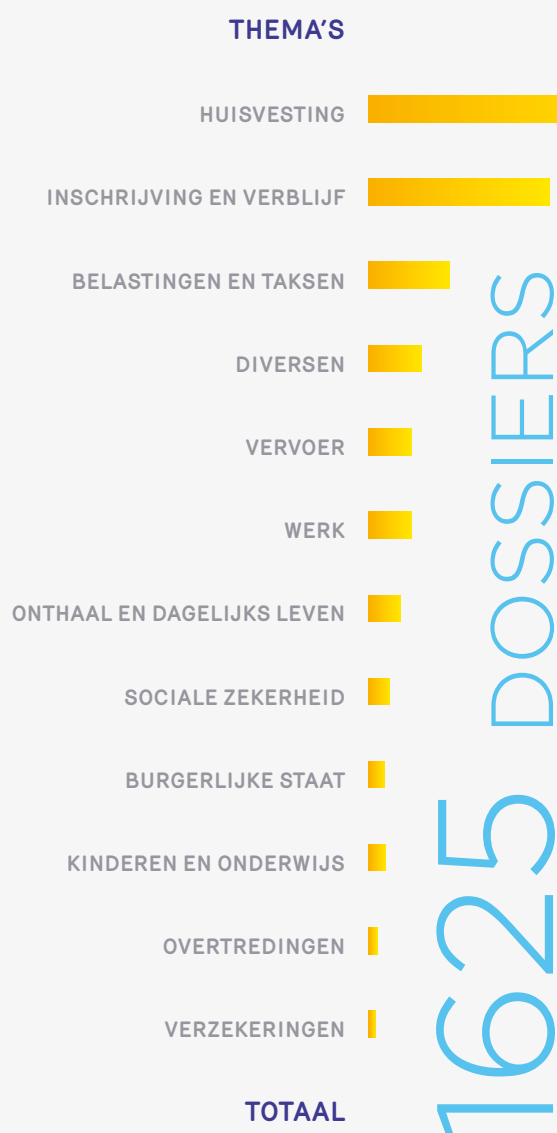 THEMA'S
HUISVESTING
INSCHRIJVING EN VERBLIJF
BELASTINGEN EN TAKSEN
DIVERSEN
VERVOER
WERK
ONTHAAL EN DAGELIJKS LEVEN
SOCIALE ZEKERHEID
BURGERLIJKE STAAT
KINDEREN EN ONDERWIJS
OVERTREDINGEN
VERZEKERINGEN
TOTAAL
1625 DOSSIERS